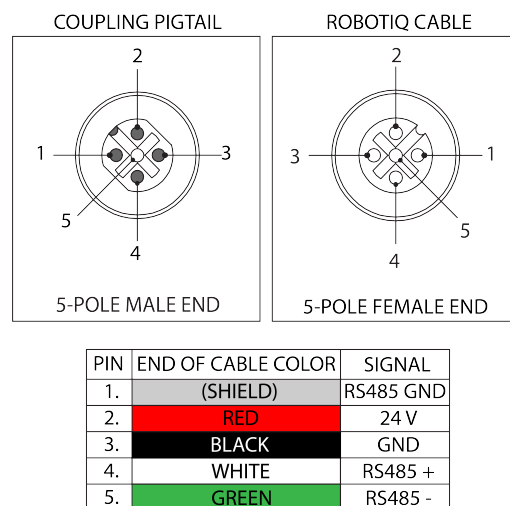 COUPLING PIGTAIL
2
1
3
5
4
5-POLE MALE END
ROBOTIQ CABLE
2
3
1
5
4
5-POLE FEMALE END
PIN END OF CABLE COLOR SIGNAL
1. (SHIELD) RS485 GND
2. RED 24 V
3. BLACK GND
4. WHITE RS485 +
5. GREEN RS485 -